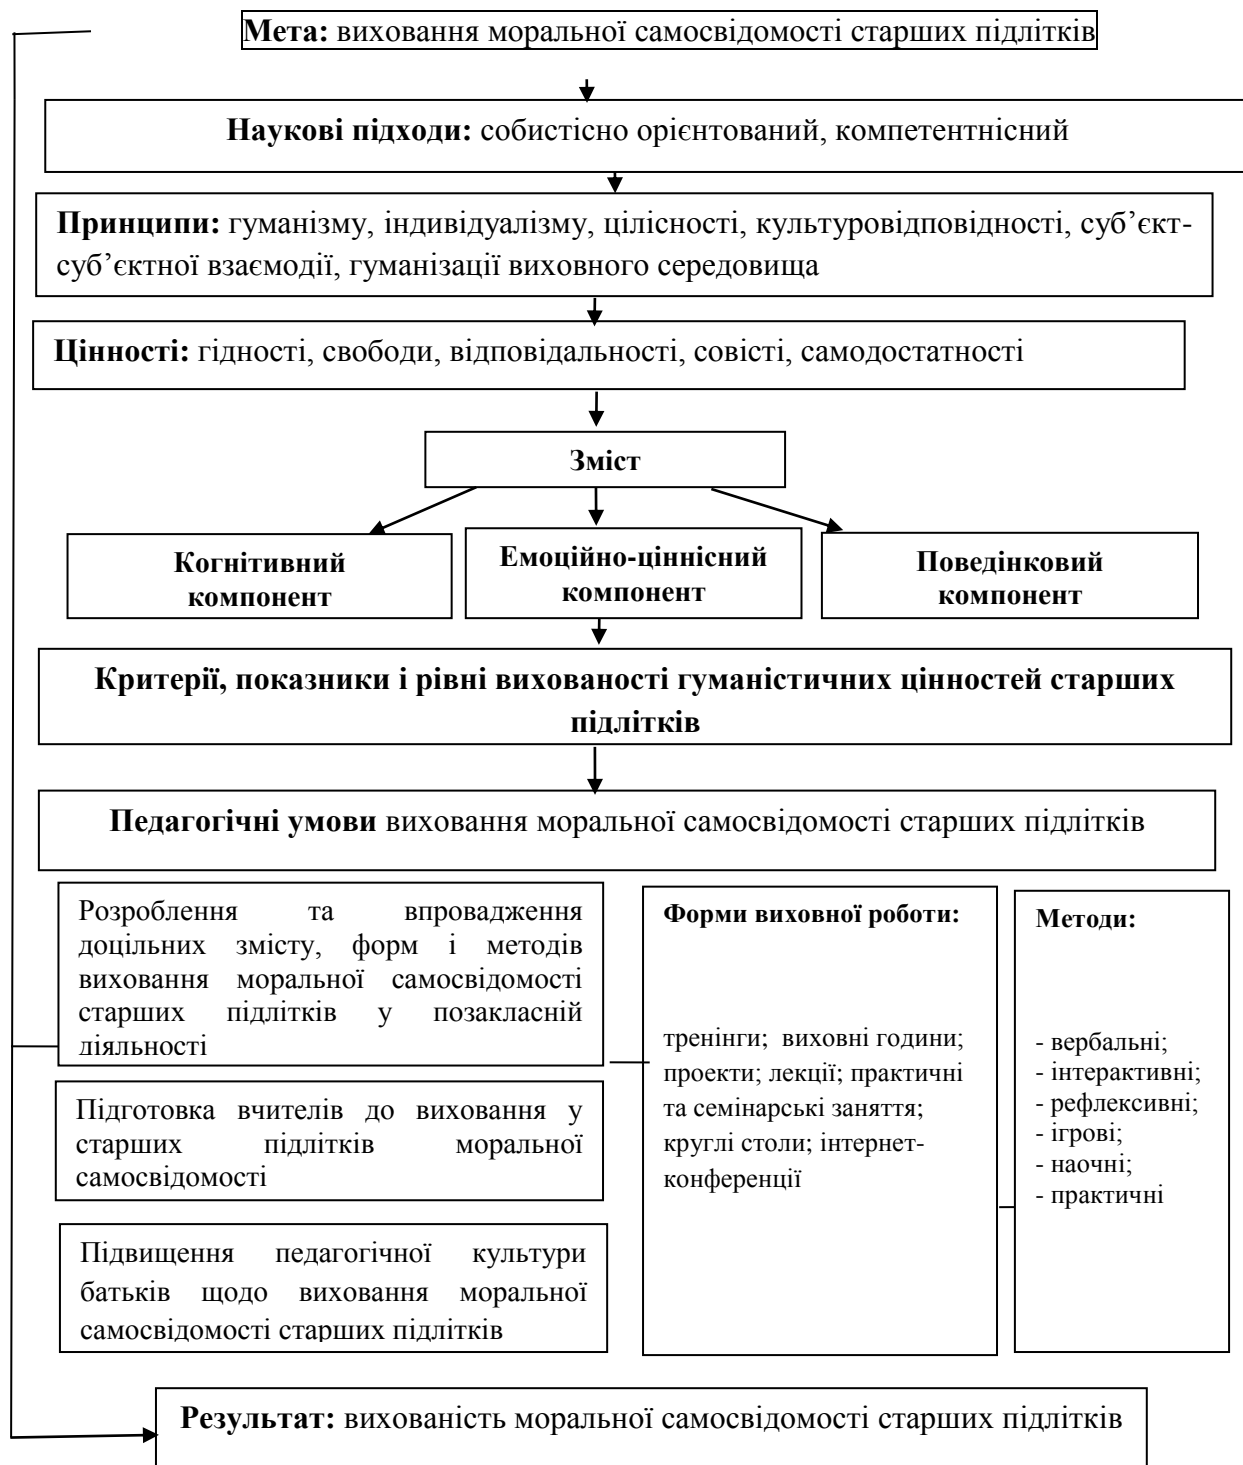 Мета: виховання моральної самосвідомості старших підлітків
Наукові підходи: собистісно орієнтований, компетентнісний
Принципи: гуманізму, індивідуалізму, цілісності, культуровідповідності, суб’єкт-
суб’єктної взаємодії, гуманізації виховного середовища
Цінності: гідності, свободи, відповідальності, совісті, самодостатності
Зміст
Когнітивний
компонент
Емоційно-ціннісний
компонент
Поведінковий
компонент
Критерії, показники і рівні вихованості гуманістичних цінностей старших
підлітків
Педагогічні умови виховання моральної самосвідомості старших підлітків
Розроблення та впровадження
доцільних змісту, форм і методів
виховання моральної самосвідомості
старших підлітків у позакласній
діяльності
Підготовка вчителів до виховання у
старших підлітків моральної
самосвідомості
Підвищення педагогічної культури
батьків щодо виховання моральної
самосвідомості старших підлітків
Форми виховної роботи:
тренінги; виховні години;
проекти; лекції; практичні
та семінарські заняття;
круглі столи; інтернет-
конференції
Методи:
- вербальні;
- інтерактивні;
- рефлексивні;
- ігрові;
- наочні;
- практичні
Результат: вихованість моральної самосвідомості старших підлітків